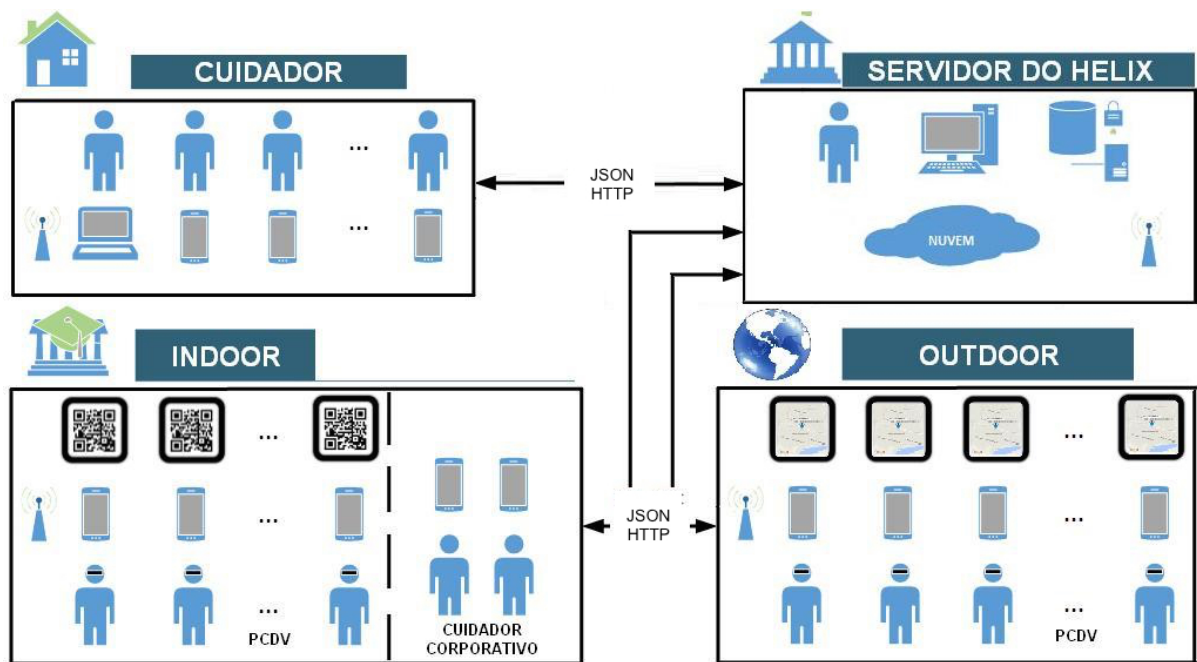 CUIDADOR
SERVIDOR DO HELIX
...
...
JSON
HTTP
NUVEM
INDOOR
OUTDOOR
...
...
...
...
JSON
HTTP
...
PCDV
CUIDADOR
CORPORATIVO
...
PCDV